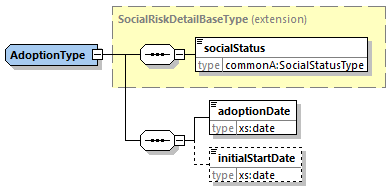 SocialRiskDetailBaseType (extension)
AdoptionType
socialStatus
type commonA:SocialStatusType
adoptionDate
type xs:date
initialStartDate
type xs:date